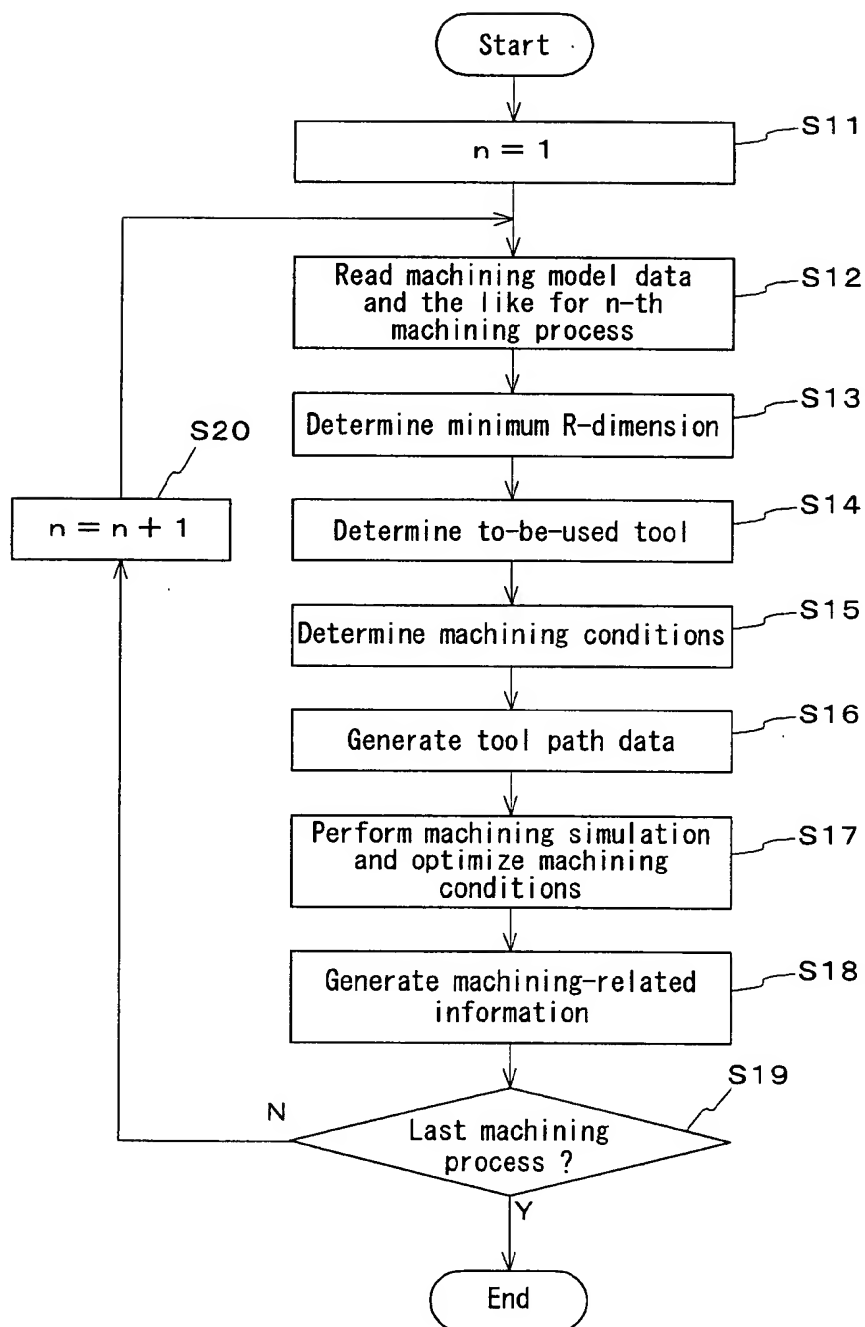 Start
S11
n = 1
S12
Read machining model data
and the like for n-th
machining process
S13
Determine minimum R-dimension
S20
n = n + 1
S14
Determine to-be-used tool
S15
Determine machining conditions
S16
Generate tool path data
S17
Perform machining simulation
and optimize machining
conditions
S18
Generate machining-related
information
S19
N
Last machining
process ?
Y
End